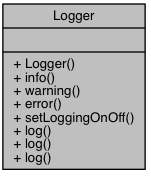 Logger
+ Logger()
+ info()
+ warning()
+ error()
+ setLoggingOnOff()
+ log()
+ log()
+ log()